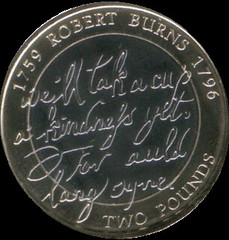 1759 ROBERT BURNS 1796
we'll tak a cup
a kindness yet,
For auld
lang syne
TWO POUNDS